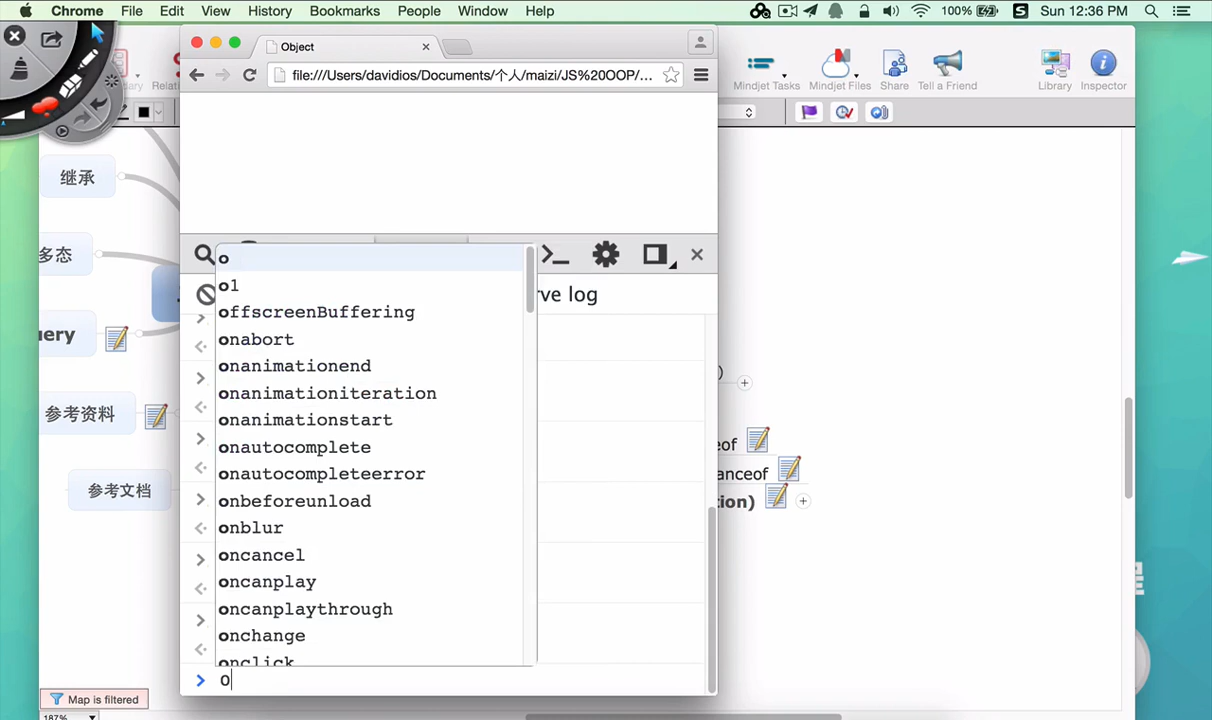 Chrome File Edit View History Bookmarks People Window Help 100% S Sun 12:36 PM
Object
file:///Users/davidios/Documents/个人/maizi/JS%20OOP/...
Mindjet Tasks Mindjet Files Share Tell a Friend Library Inspector
继承
多态
uery
参考资料
参考文档
rve log
o
o1
offscreenBuffering
onabort
onanimationend
onanimationiteration
onanimationstart
onautocomplete
onautocompleteerror
onbeforeunload
onblur
oncancel
oncanplay
oncanplaythrough
onchange
onclick
O
)
eof
anceof
tion)
Map is filtered
187%